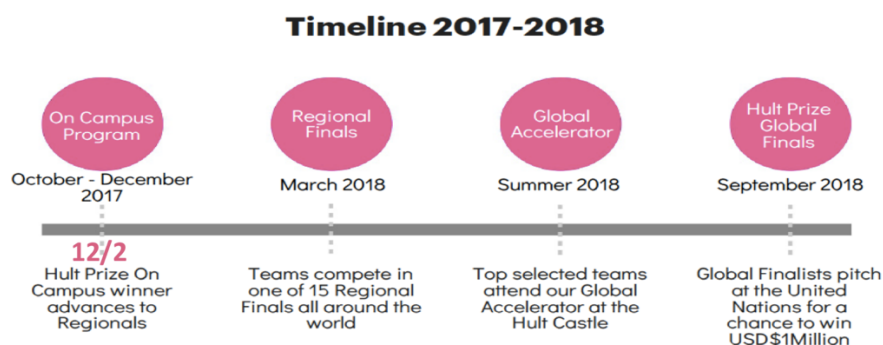 Timeline 2017-2018
On Campus
Program
October - December
2017
12/2
Hult Prize On
Campus winner
advances to
Regionals
Regional
Finals
March 2018
Teams compete in
one of 15 Regional
Finals all around the
world
Global
Accelerator
Summer 2018
Top selected teams
attend our Global
Accelerator at the
Hult Castle
Hult Prize
Global
Finals
September 2018
Global Finalists pitch
at the United
Nations for a
chance to win
USD$1Million